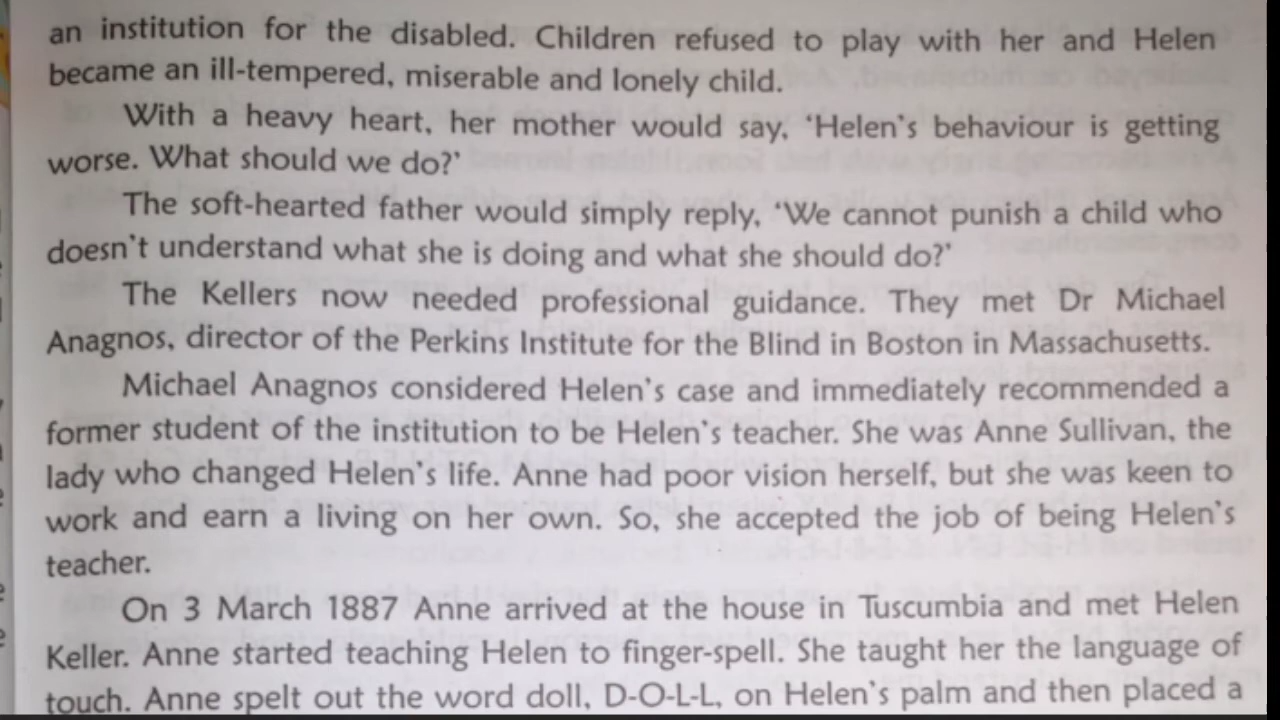 an institution for the disabled. Children refused to play with her and Helen
became an ill-tempered, miserable and lonely child.
With a heavy heart, her mother would say, 'Helen's behaviour is getting
worse. What should we do?'
The soft-hearted father would simply reply, 'We cannot punish a child who
doesn't understand what she is doing and what she should do?'
The Kellers now needed professional guidance. They met Dr Michael
Anagnos, director of the Perkins Institute for the Blind in Boston in Massachusetts.
Michael Anagnos considered Helen's case and immediately recommended a
former student of the institution to be Helen's teacher. She was Anne Sullivan, the
lady who changed Helen's life. Anne had poor vision herself, but she was keen to
work and earn a living on her own. So, she accepted the job of being Helen's
teacher.
On 3 March 1887 Anne arrived at the house in Tuscumbia and met Helen
Keller. Anne started teaching Helen to finger-spell. She taught her the language of
touch. Anne spelt out the word doll, D-O-L-L, on Helen's palm and then placed a